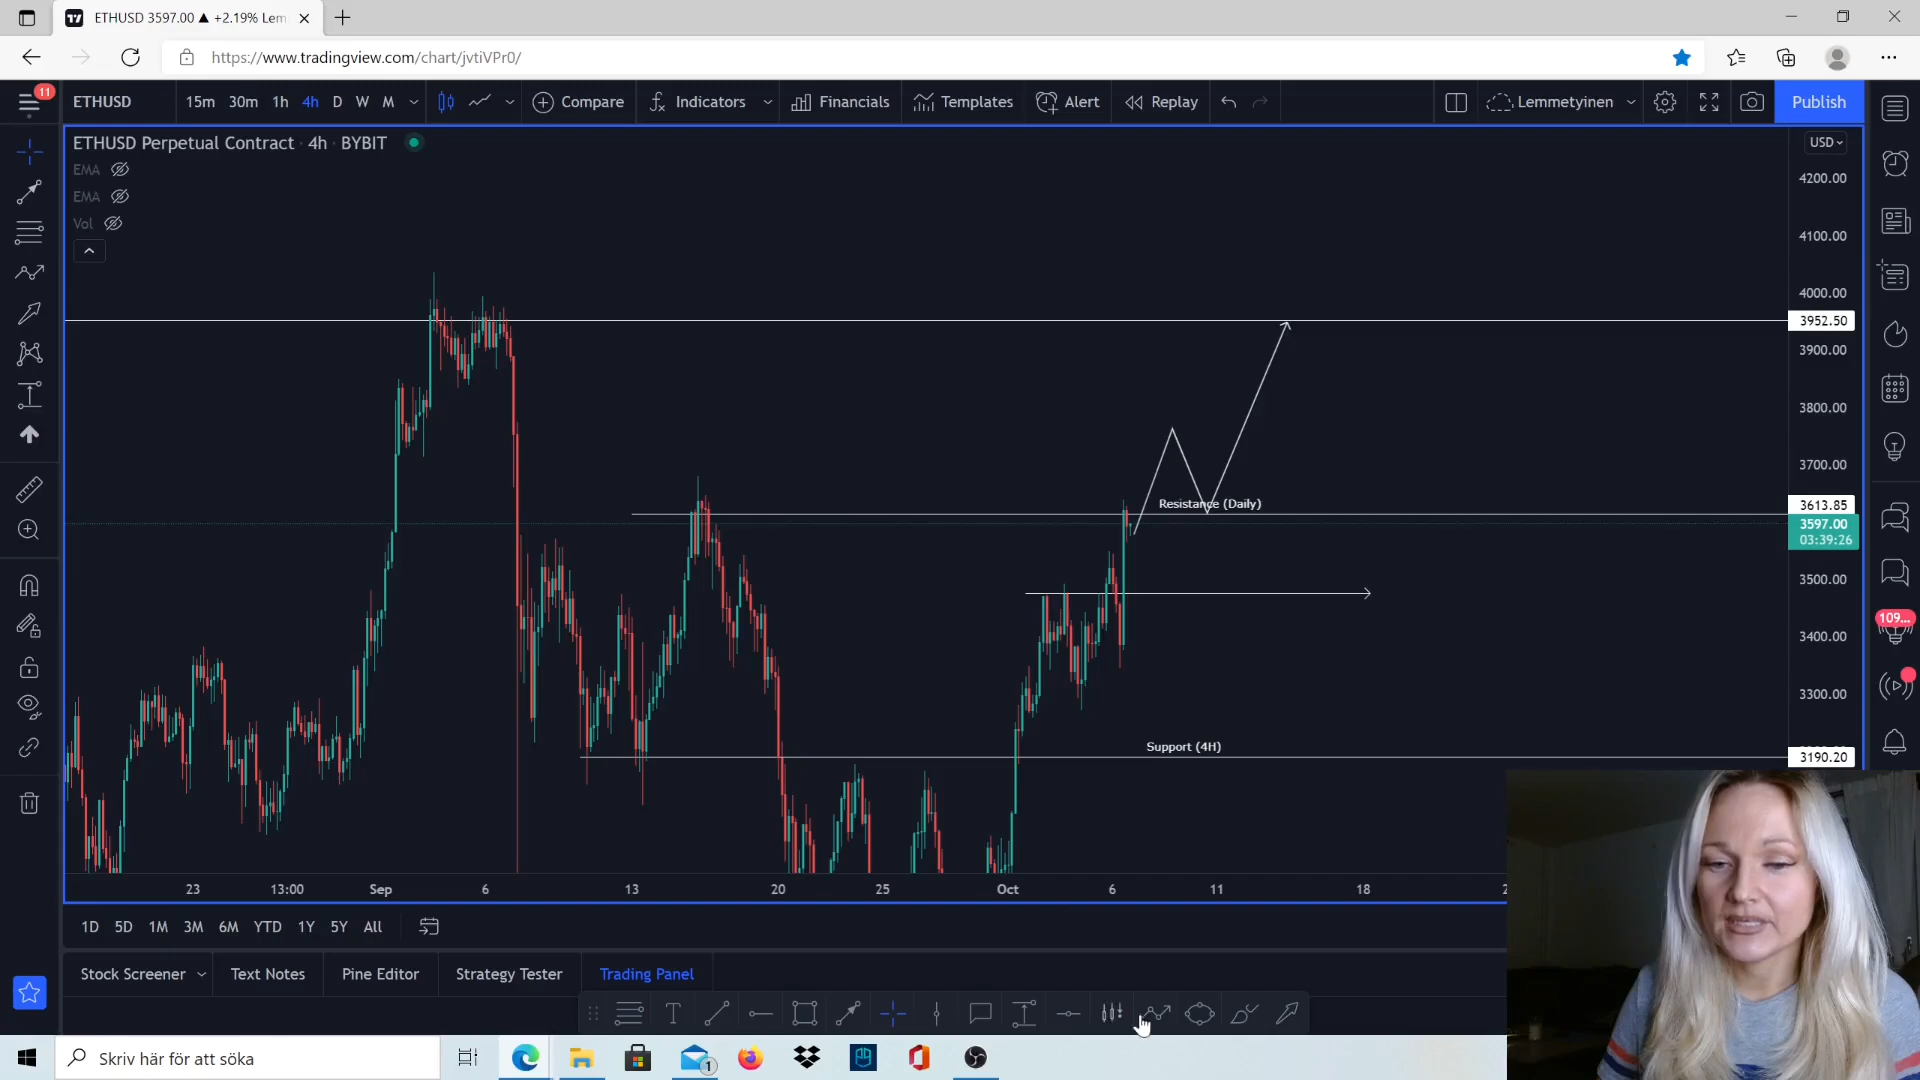 ETHUSD 3597.00 ▲ +2.19% Lem
https://www.tradingview.com/chart/jvtiVPr0/
11
ETHUSD 15m 30m 1h 4h D W M Compare Indicators Financials Templates Alert Replay Lemmetyinen Publish
ETHUSD Perpetual Contract · 4h · BYBIT
USD
EMA
EMA
Vol
4200.00
4100.00
4000.00
3952.50
3900.00
3800.00
3700.00
Resistance (Daily)
3613.85
3597.00
03:39:26
3500.00
3400.00
109...
3300.00
Support (4H)
3190.20
23 13:00 Sep 6 13 20 25 Oct 6 11 18 2
1D 5D 1M 3M 6M YTD 1Y 5Y All
Stock Screener Text Notes Pine Editor Strategy Tester Trading Panel
Skriv här för att söka
1